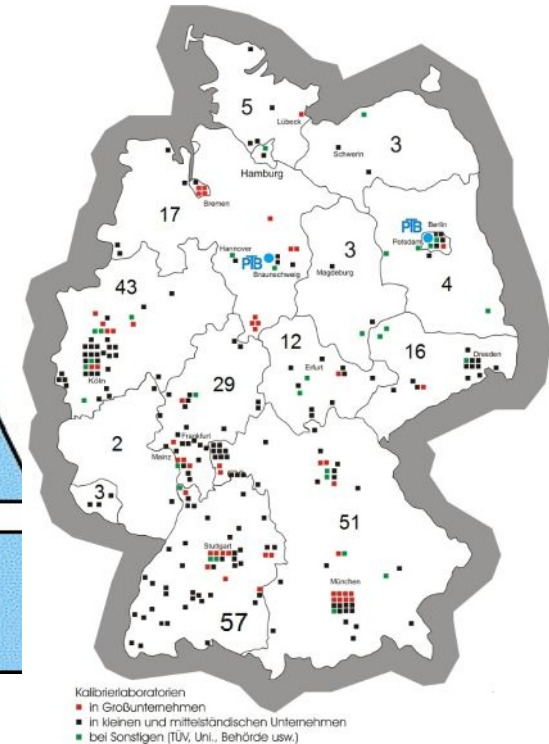 5
Lübeck
3
Schwerin
Hamburg
Bremen
17
PTB
Berlin
Potsdam
Hannover
3
PTB
Braunschweig
Magdeburg
4
43
12
16
Erfurt
Dresden
Köln
29
2
Frankfurt
Mainz
3
51
Stuttgart
München
57
Kalibrierlaboratorien
in Großunternehmen
in kleinen und mittelständischen Unternehmen
bei Sonstigen (TÜV, Uni., Behörde usw.)